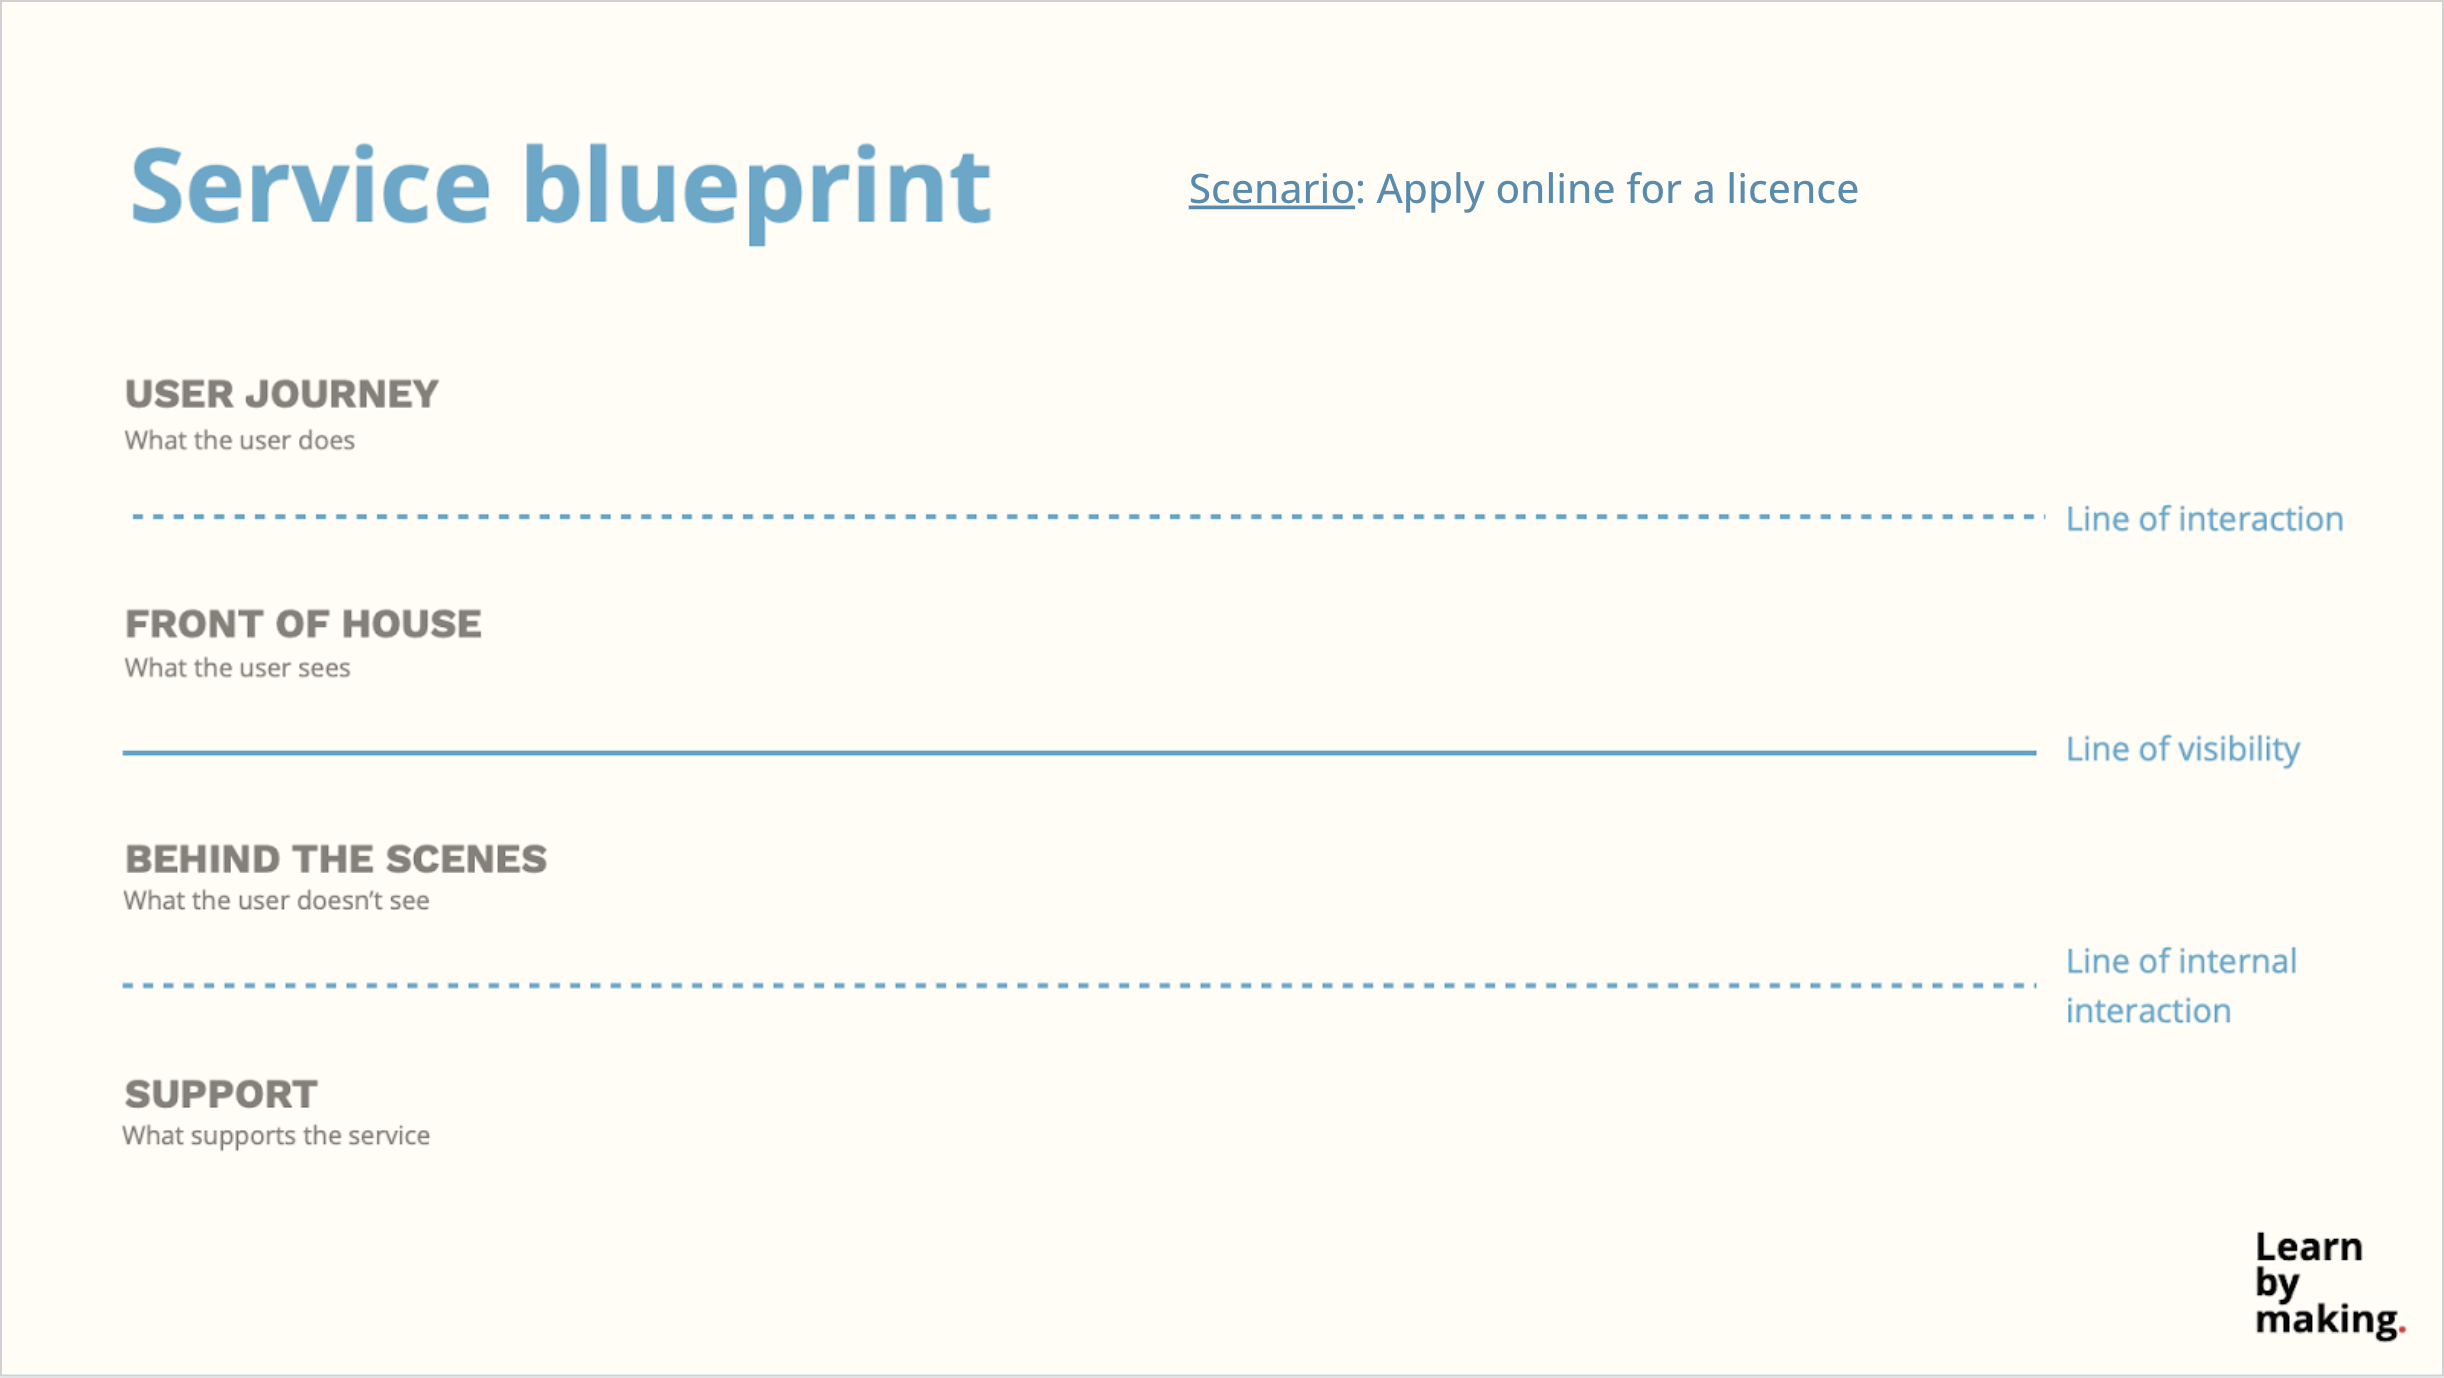 Service blueprint
Scenario: Apply online for a licence
USER JOURNEY
What the user does
Line of interaction
FRONT OF HOUSE
What the user sees
Line of visibility
BEHIND THE SCENES
What the user doesn’t see
Line of internal
interaction
SUPPORT
What supports the service
Learn
by
making.